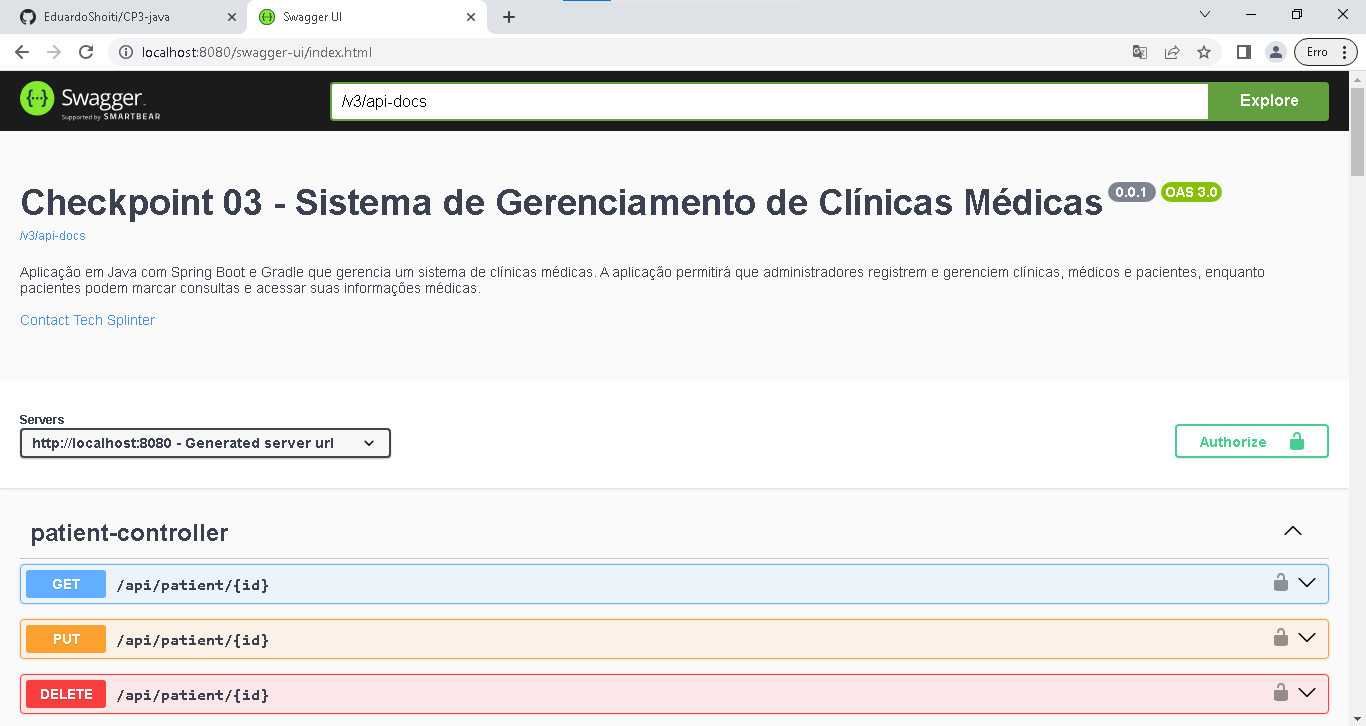 EduardoShoiti/CP3-java
Swagger UI
localhost:8080/swagger-ui/index.html
Erro
Swagger
Supported by SMARTBEAR
/v3/api-docs
Explore
Checkpoint 03 - Sistema de Gerenciamento de Clínicas Médicas 0.0.1 OAS 3.0
/v3/api-docs
Aplicação em Java com Spring Boot e Gradle que gerencia um sistema de clínicas médicas. A aplicação permitirá que administradores registrem e gerenciem clínicas, médicos e pacientes, enquanto
pacientes podem marcar consultas e acessar suas informações médicas.
Contact Tech Splinter
Servers
http://localhost:8080 - Generated server url
Authorize
patient-controller
GET /api/patient/{id}
PUT /api/patient/{id}
DELETE /api/patient/{id}